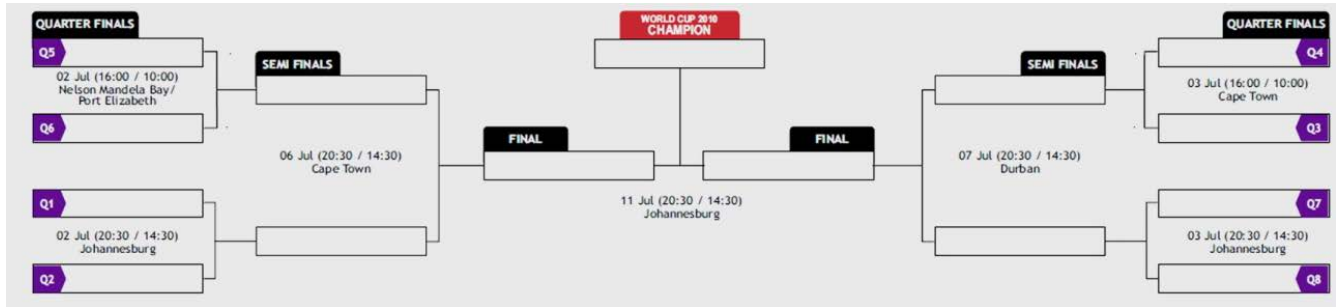 QUARTER FINALS
Q5
02 Jul (16:00 / 10:00)
Nelson Mandela Bay/
Port Elizabeth
Q6
Q1
02 Jul (20:30 / 14:30)
Johannesburg
Q2
SEMI FINALS
06 Jul (20:30 / 14:30)
Cape Town
FINAL
WORLD CUP 2010
CHAMPION
11 Jul (20:30 / 14:30)
Johannesburg
FINAL
SEMI FINALS
07 Jul (20:30 / 14:30)
Durban
QUARTER FINALS
Q4
03 Jul (16:00 / 10:00)
Cape Town
Q3
Q7
03 Jul (20:30 / 14:30)
Johannesburg
Q8